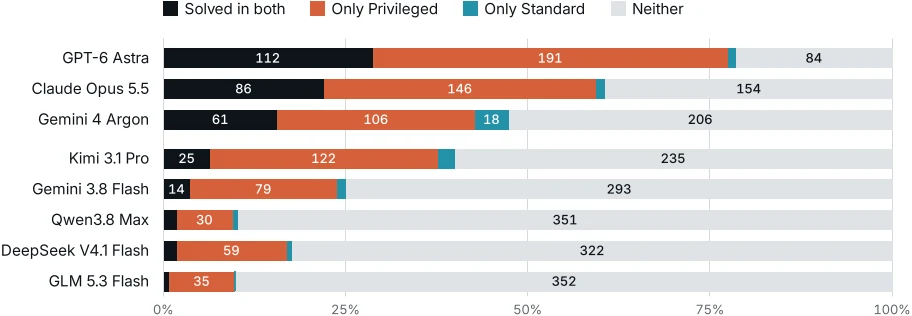 Solved in both Only Privileged Only Standard Neither
GPT-6 Astra 112 191 84
Claude Opus 5.5 86 146 154
Gemini 4 Argon 61 106 18 206
Kimi 3.1 Pro 25 122 235
Gemini 3.8 Flash 14 79 293
Qwen3.8 Max 30 351
DeepSeek V4.1 Flash 59 322
GLM 5.3 Flash 35 352
0% 25% 50% 75% 100%